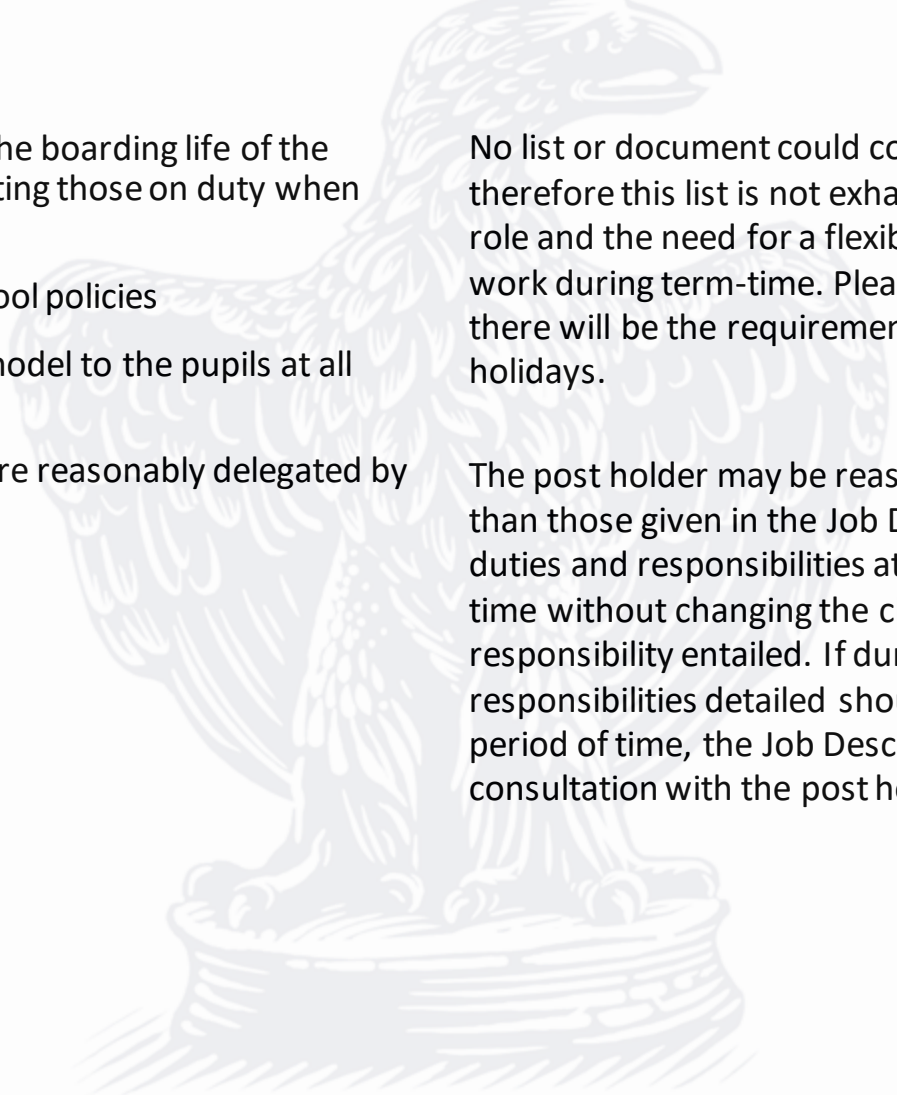 he boarding life of the
ting those on duty when
ool policies
nodel to the pupils at all
re reasonably delegated by
No list or document could co
therefore this list is not exha
role and the need for a flexib
work during term-time. Plea
there will be the requiremen
holidays.
The post holder may be reas
than those given in the Job D
duties and responsibilities at
time without changing the c
responsibility entailed. If dur
responsibilities detailed shou
period of time, the Job Desc
consultation with the post ho